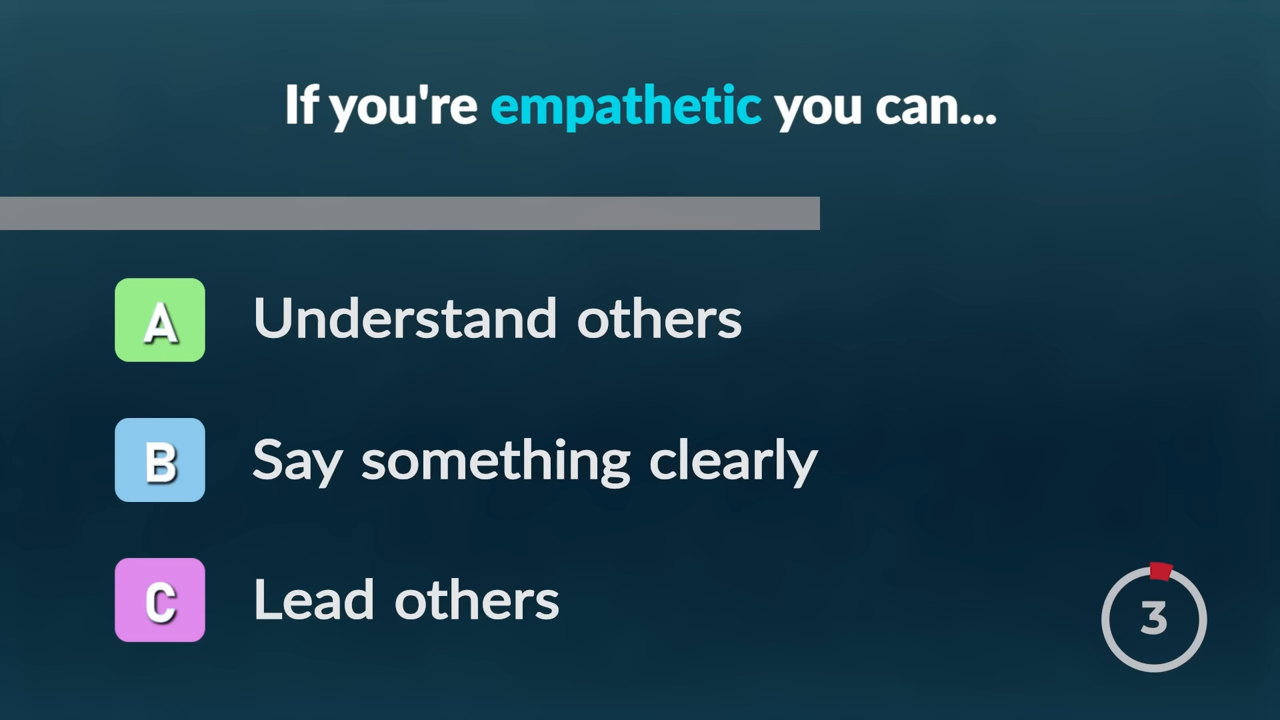 If you're empathetic you can...
A Understand others
B Say something clearly
C Lead others
3